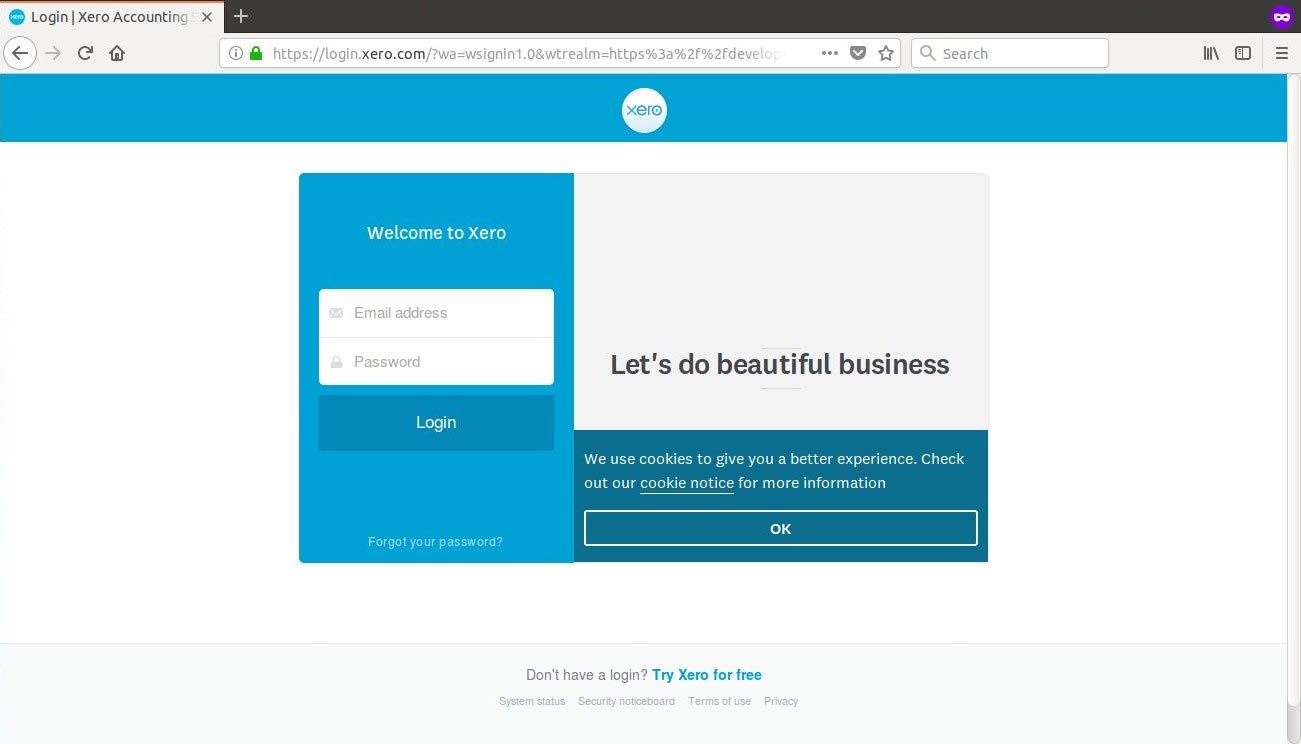 Login | Xero Accounting
https://login.xero.com/?wa=wsignin1.0&wtrealm=https%3a%2f%2fdevelop
Search
xero
Welcome to Xero
Email address
Password
Login
Forgot your password?
Let's do beautiful business
We use cookies to give you a better experience. Check
out our cookie notice for more information
OK
Don't have a login? Try Xero for free
System status Security noticeboard Terms of use Privacy